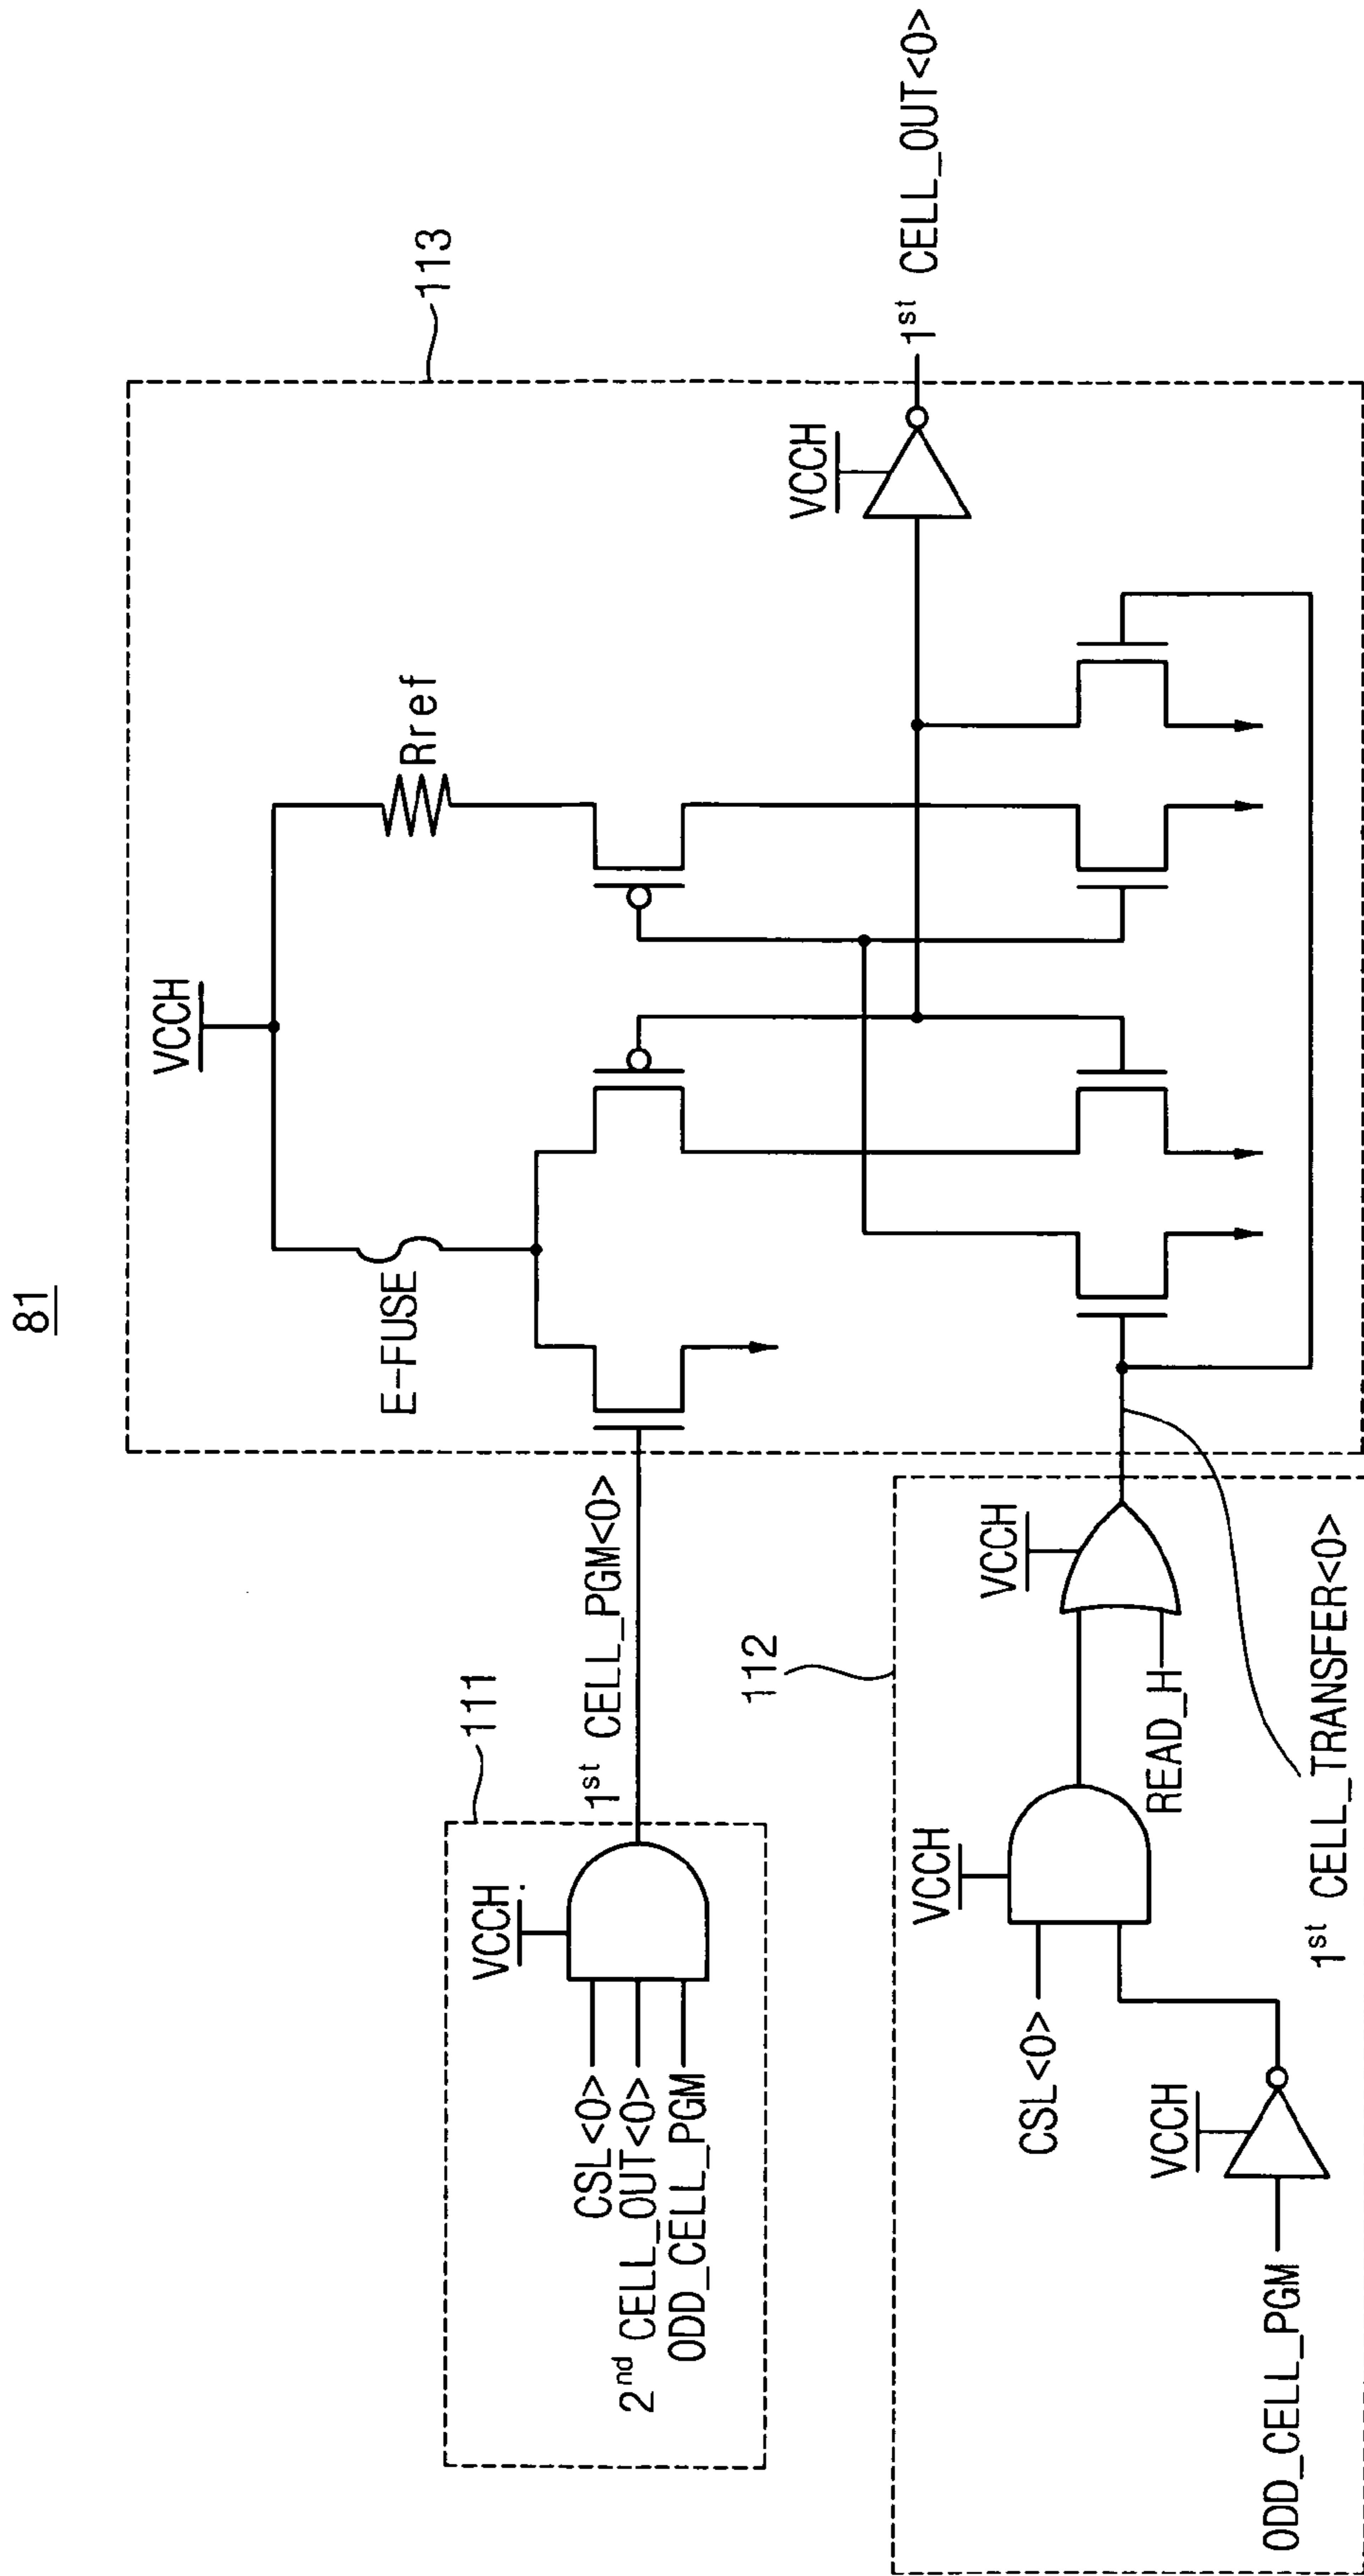 81
VCCH
113
E-FUSE
Rref
VCCH
1st CELL_OUT<0>
111
VCCH
1st CELL_PGM<0>
CSL<0>
2nd CELL_OUT<0>
ODD_CELL_PGM
112
VCCH
VCCH
CSL<0>
READ_H
VCCH
ODD_CELL_PGM
1st CELL_TRANSFER<0>